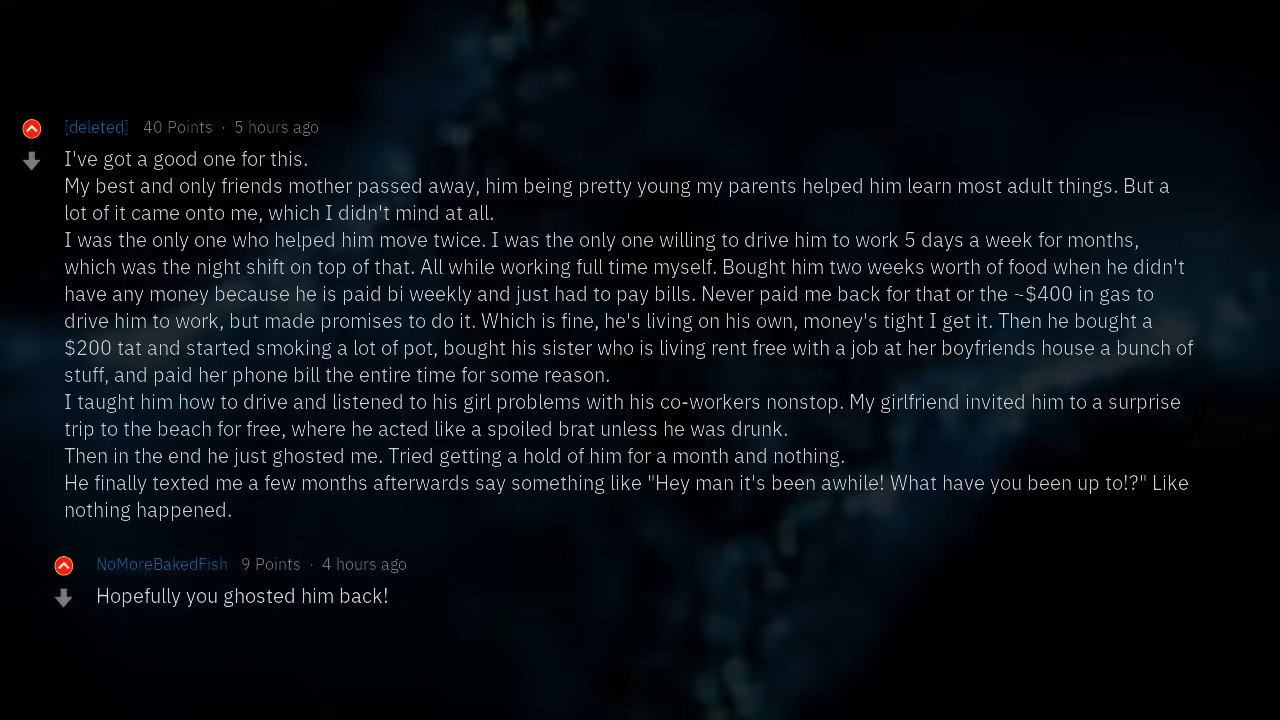 [deleted] 40 Points · 5 hours ago
I've got a good one for this.
My best and only friends mother passed away, him being pretty young my parents helped him learn most adult things. But a
lot of it came onto me, which I didn't mind at all.
I was the only one who helped him move twice. I was the only one willing to drive him to work 5 days a week for months,
which was the night shift on top of that. All while working full time myself. Bought him two weeks worth of food when he didn't
have any money because he is paid bi weekly and just had to pay bills. Never paid me back for that or the ~$400 in gas to
drive him to work, but made promises to do it. Which is fine, he's living on his own, money's tight I get it. Then he bought a
$200 tat and started smoking a lot of pot, bought his sister who is living rent free with a job at her boyfriends house a bunch of
stuff, and paid her phone bill the entire time for some reason.
I taught him how to drive and listened to his girl problems with his co-workers nonstop. My girlfriend invited him to a surprise
trip to the beach for free, where he acted like a spoiled brat unless he was drunk.
Then in the end he just ghosted me. Tried getting a hold of him for a month and nothing.
He finally texted me a few months afterwards say something like "Hey man it's been awhile! What have you been up to!?" Like
nothing happened.
NoMoreBakedFish 9 Points · 4 hours ago
Hopefully you ghosted him back!